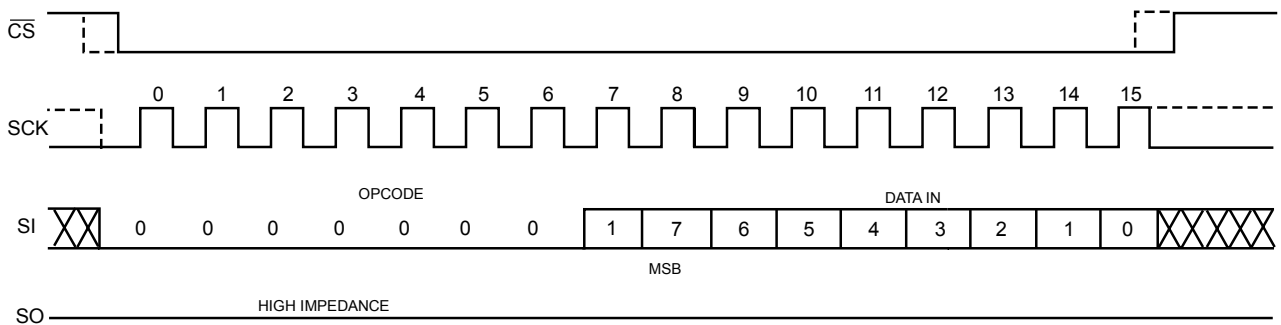 CS
0 1 2 3 4 5 6 7 8 9 10 11 12 13 14 15
SCK
OPCODE DATA IN
SI 0 0 0 0 0 0 0 1 7 6 5 4 3 2 1 0
MSB
HIGH IMPEDANCE
SO